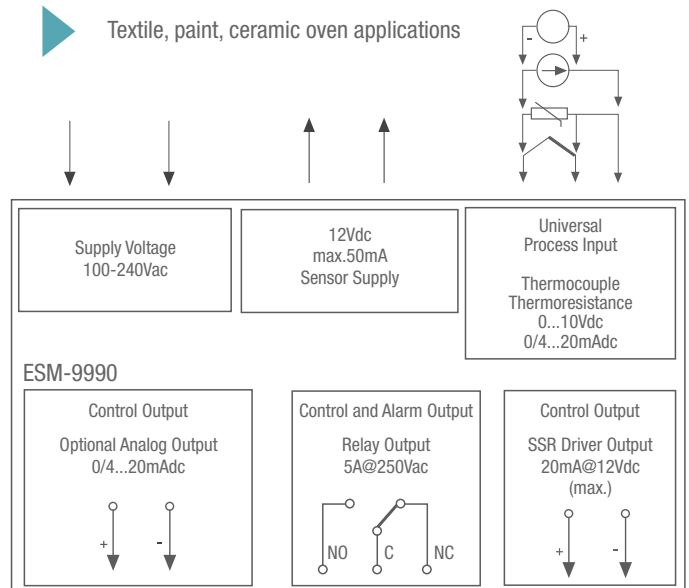 Textile, paint, ceramic oven applications
- +
Supply Voltage
100-240Vac
12Vdc
max.50mA
Sensor Supply
Universal
Process Input
Thermocouple
Thermoresistance
0...10Vdc
0/4...20mAdc
ESM-9990
Control Output
Optional Analog Output
0/4...20mAdc
+ -
Control and Alarm Output
Relay Output
5A@250Vac
NO C NC
Control Output
SSR Driver Output
20mA@12Vdc
(max.)
+ -